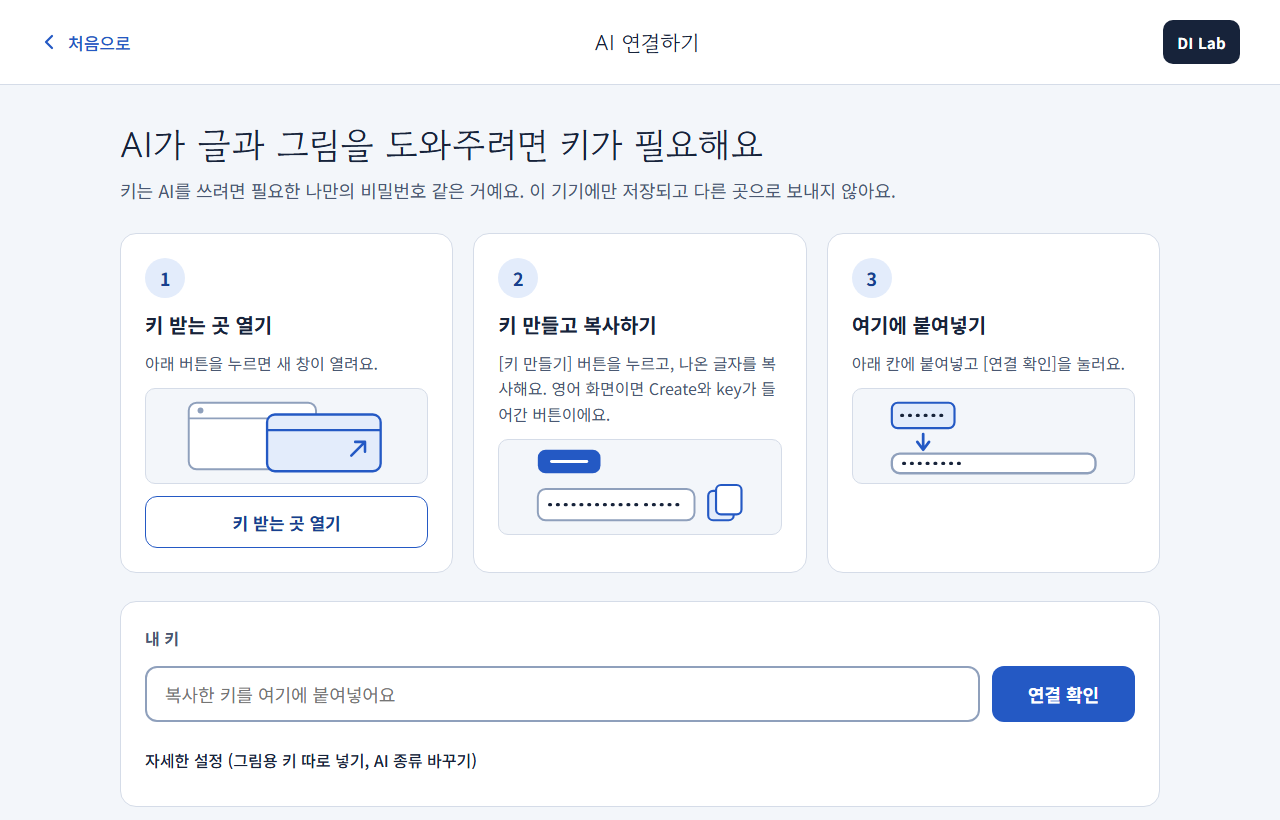 처음으로
AI 연결하기
DI Lab
AI가 글과 그림을 도와주려면 키가 필요해요
키는 AI를 쓰려면 필요한 나만의 비밀번호 같은 거예요. 이 기기에만 저장되고 다른 곳으로 보내지 않아요.
1
키 받는 곳 열기
아래 버튼을 누르면 새 창이 열려요.
키 받는 곳 열기
2
키 만들고 복사하기
[키 만들기] 버튼을 누르고, 나온 글자를 복
사해요. 영어 화면이면 Create와 key가 들
어간 버튼이에요.
3
여기에 붙여넣기
아래 칸에 붙여넣고 [연결 확인]을 눌러요.
내 키
복사한 키를 여기에 붙여넣어요
연결 확인
자세한 설정 (그림용 키 따로 넣기, AI 종류 바꾸기)